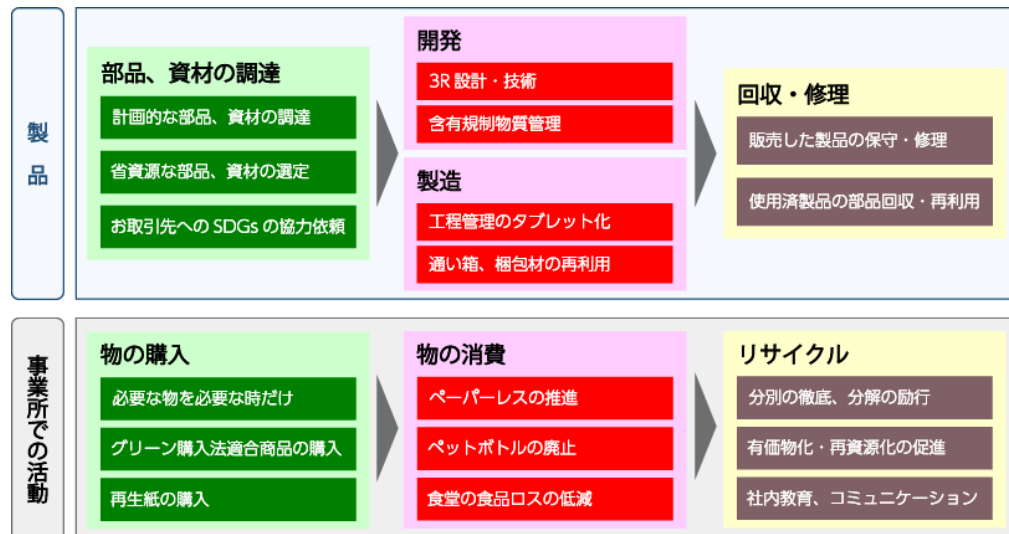 製品
部品、資材の調達
計画的な部品、資材の調達
省資源な部品、資材の選定
お取引先へのSDGsの協力依頼
開発
3R設計・技術
含有規制物質管理
製造
工程管理のタブレット化
通い箱、梱包材の再利用
回収・修理
販売した製品の保守・修理
使用済製品の部品回収・再利用
事業所での活動
物の購入
必要な物を必要な時だけ
グリーン購入法適合商品の購入
再生紙の購入
物の消費
ペーパーレスの推進
ペットボトルの廃止
食堂の食品ロスの低減
リサイクル
分別の徹底、分解の励行
有価物化・再資源化の促進
社内教育、コミュニケーション